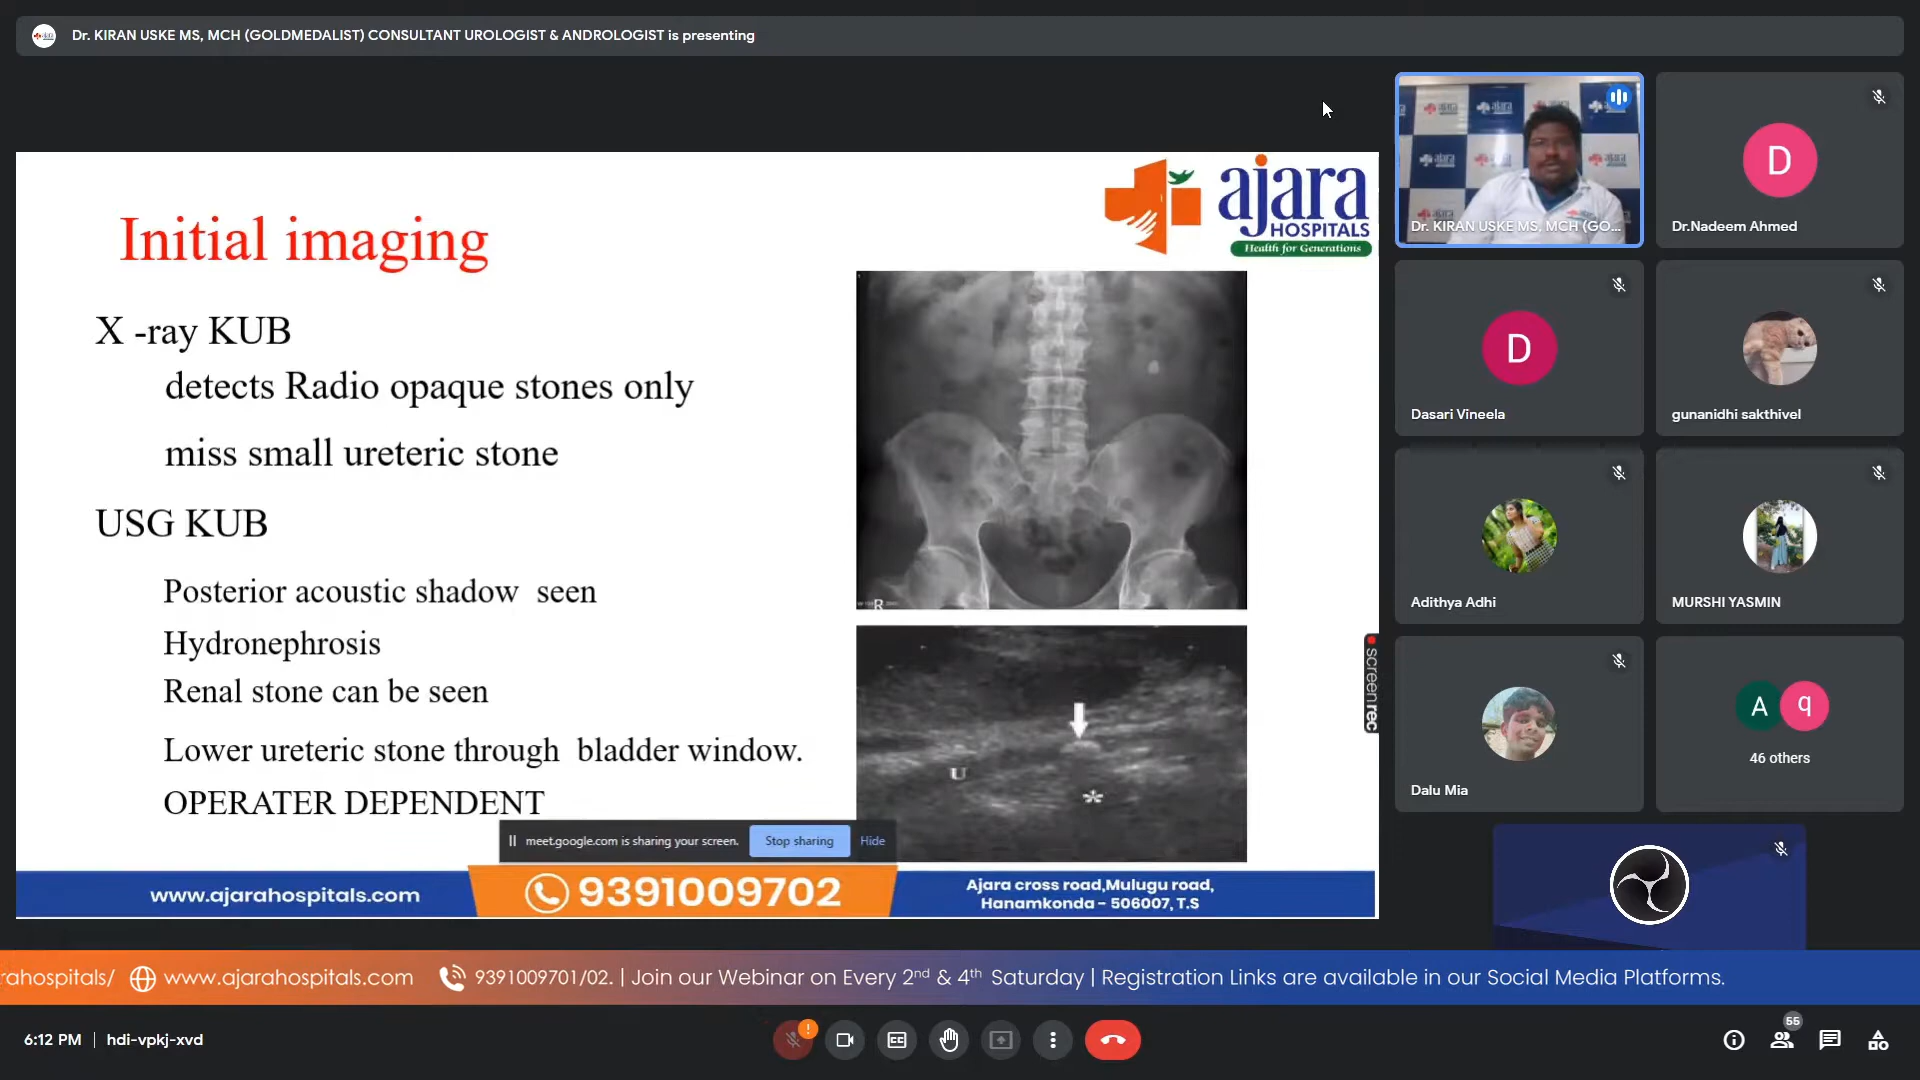 Dr. KIRAN USKE MS, MCH (GOLDMEDALIST) CONSULTANT UROLOGIST & ANDROLOGIST is presenting
ajara
HOSPITALS
Health for Generations
Initial imaging
X -ray KUB
detects Radio opaque stones only
miss small ureteric stone
USG KUB
Posterior acoustic shadow seen
Hydronephrosis
Renal stone can be seen
Lower ureteric stone through bladder window.
OPERATER DEPENDENT
R
U
*
screenrec
meet.google.com is sharing your screen.
Stop sharing
Hide
www.ajarahospitals.com
9391009702
Ajara cross road,Mulugu road,
Hanamkonda - 506007, T.S
Dr. KIRAN USKE MS, MCH (GO...
D
Dr.Nadeem Ahmed
D
Dasari Vineela
gunanidhi sakthivel
Adithya Adhi
MURSHI YASMIN
Dalu Mia
A q
46 others
rahospitals/ www.ajarahospitals.com 9391009701/02. | Join our Webinar on Every 2nd & 4th Saturday | Registration Links are available in our Social Media Platforms.
6:12 PM | hdi-vpkj-xvd
55